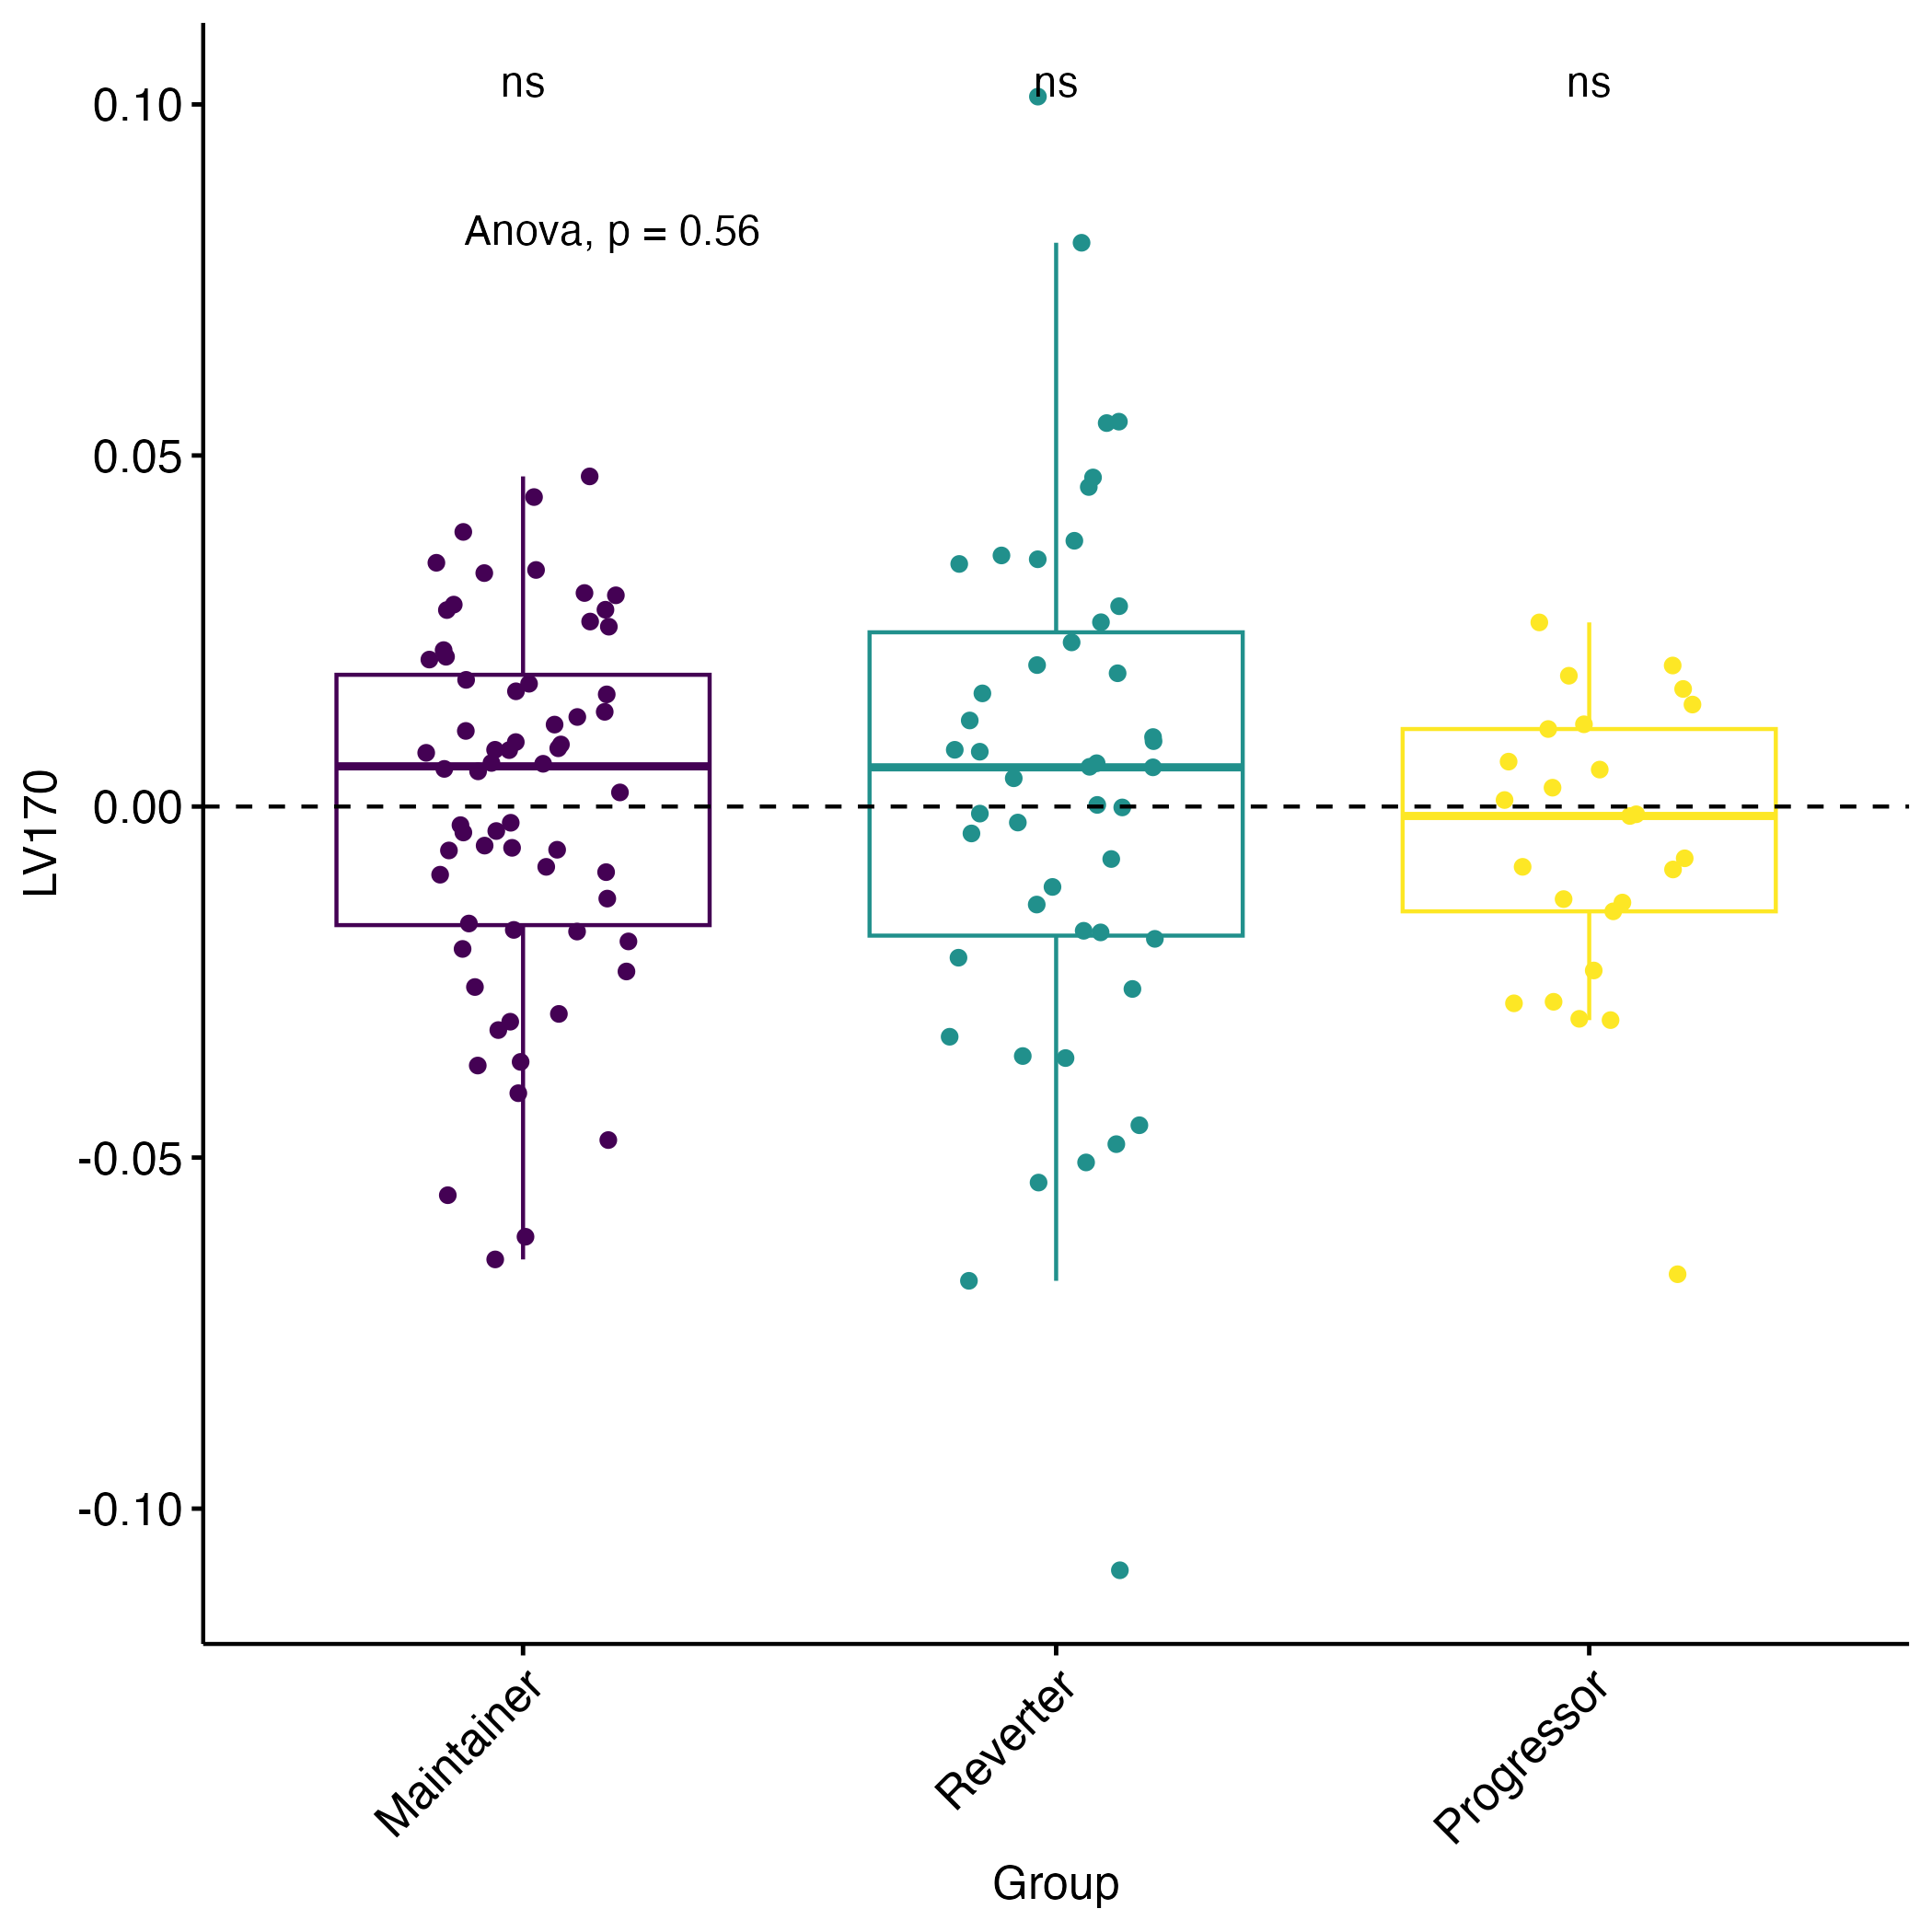 ns ns ns
Anova, p = 0.56
0.10
0.05
0.00
-0.05
-0.10
LV170
Maintainer
Reverter
Progressor
Group